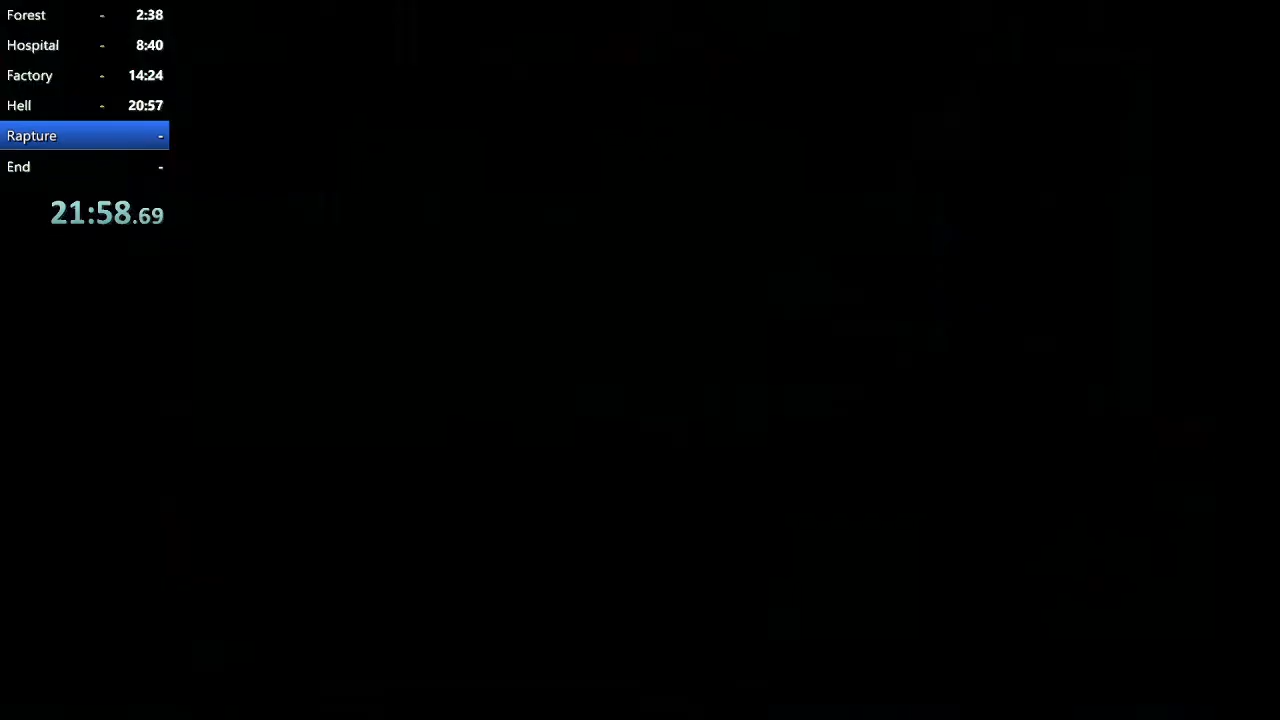 Forest - 2:38
Hospital - 8:40
Factory - 14:24
Hell - 20:57
Rapture -
End -
21:58.69